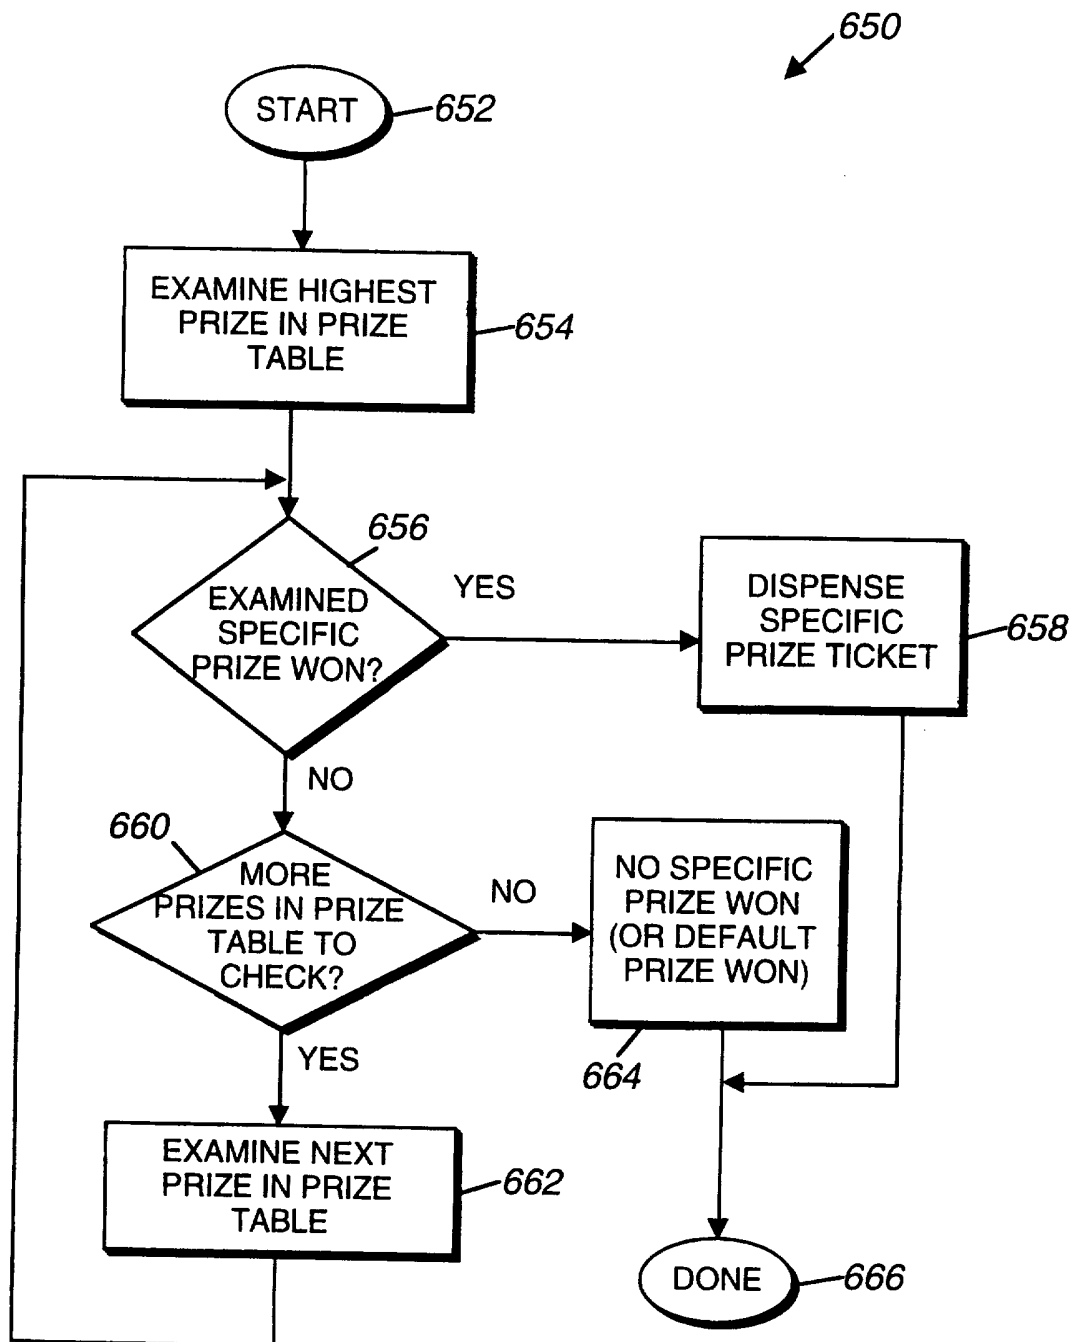 650
START
652
EXAMINE HIGHEST
PRIZE IN PRIZE
TABLE
654
656
EXAMINED
SPECIFIC
PRIZE WON?
YES
DISPENSE
SPECIFIC
PRIZE TICKET
658
NO
660
MORE
PRIZES IN PRIZE
TABLE TO
CHECK?
NO
NO SPECIFIC
PRIZE WON
(OR DEFAULT
PRIZE WON)
664
YES
EXAMINE NEXT
PRIZE IN PRIZE
TABLE
662
DONE
666